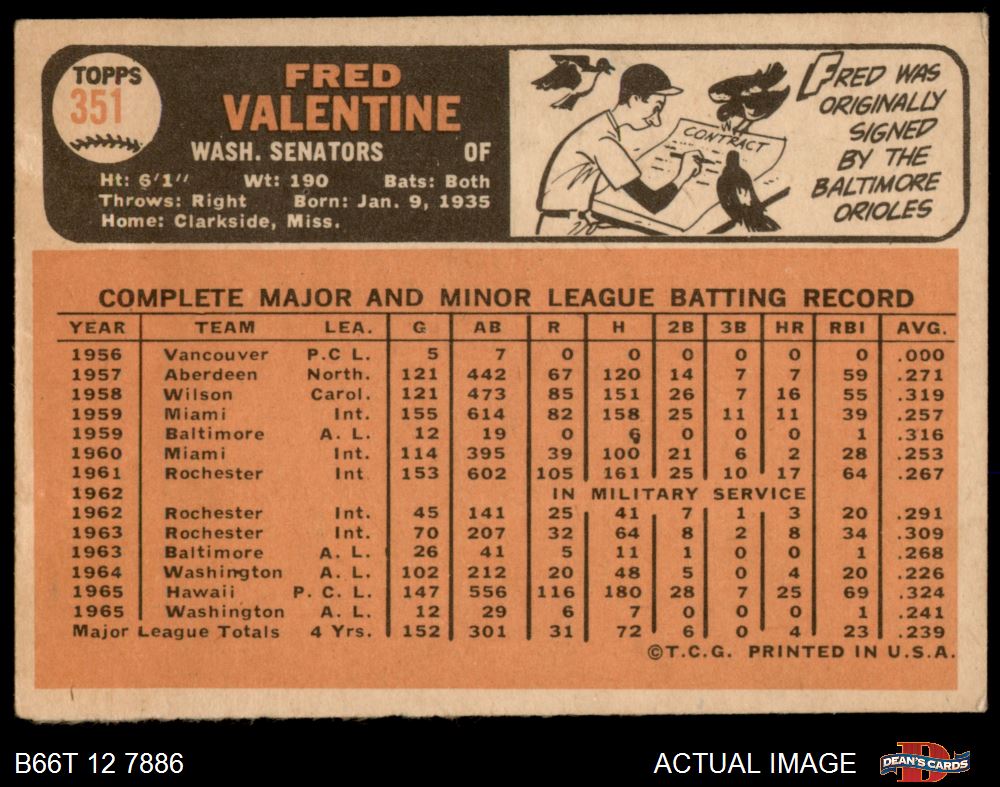 TOPPS
351
FRED
VALENTINE
WASH. SENATORS OF
Ht: 6'1" Wt: 190 Bats: Both
Throws: Right Born: Jan. 9, 1935
Home: Clarkside, Miss.
CONTRACT
FRED WAS
ORIGINALLY
SIGNED
BY THE
BALTIMORE
ORIOLES
COMPLETE MAJOR AND MINOR LEAGUE BATTING RECORD
YEAR TEAM LEA. G AB R H 2B 3B HR RBI AVG.
1956 Vancouver P.C L. 5 7 0 0 0 0 0 0 .000
1957 Aberdeen North. 121 442 67 120 14 7 7 59 .271
1958 Wilson Carol. 121 473 85 151 26 7 16 55 .319
1959 Miami Int. 155 614 82 158 25 11 11 39 .257
1959 Baltimore A. L. 12 19 0 6 0 0 0 1 .316
1960 Miami Int. 114 395 39 100 21 6 2 28 .253
1961 Rochester Int 153 602 105 161 25 10 17 64 .267
1962 IN MILITARY SERVICE
1962 Rochester Int. 45 141 25 41 7 1 3 20 .291
1963 Rochester Int. 70 207 32 64 8 2 8 34 .309
1963 Baltimore A. L. 26 41 5 11 1 0 0 1 .268
1964 Washington A. L. 102 212 20 48 5 0 4 20 .226
1965 Hawaii P. C. L. 147 556 116 180 28 7 25 69 .324
1965 Washington A. L. 12 29 6 7 0 0 0 1 .241
Major League Totals 4 Yrs. 152 301 31 72 6 0 4 23 .239
©T.C.G. PRINTED IN U.S.A.
B66T 12 7886 ACTUAL IMAGE
DEAN'S CARDS